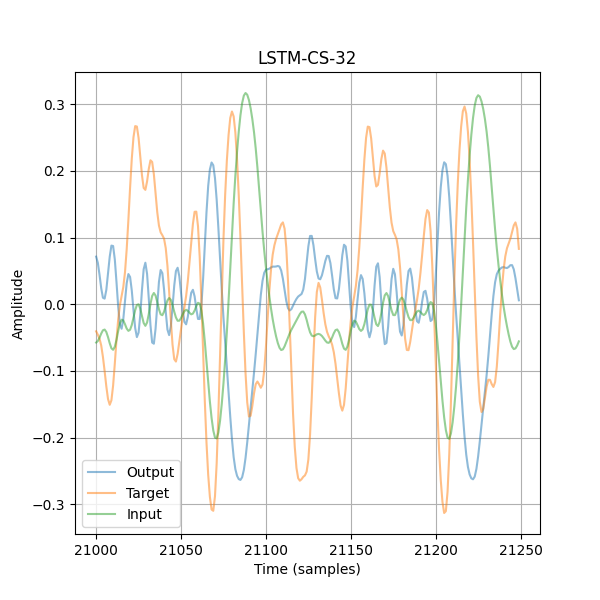 LSTM-CS-32
Amplitude
0.3
0.2
0.1
0.0
−0.1
−0.2
−0.3
Output
Target
Input
21000 21050 21100 21150 21200 21250
Time (samples)